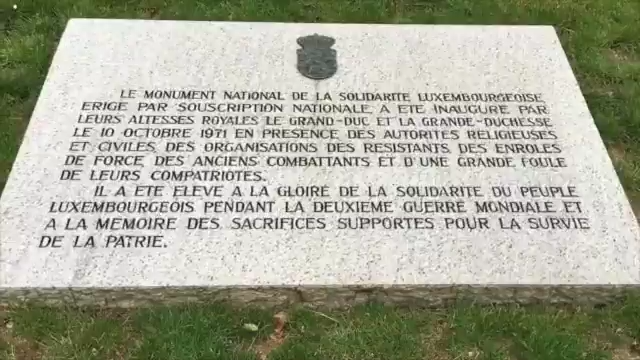 LE MONUMENT NATIONAL DE LA SOLIDARITE LUXEMBOURGEOISE
ERIGE PAR SOUSCRIPTION NATIONALE A ETE INAUGURE PAR
LEURS ALTESSES ROYALES LE GRAND-DUC ET LA GRANDE-DUCHESSE
LE 10 OCTOBRE 1971 EN PRESENCE DES AUTORITES RELIGIEUSES
ET CIVILES, DES ORGANISATIONS DES RESISTANTS, DES ENROLES
DE FORCE, DES ANCIENS COMBATTANTS ET D'UNE GRANDE FOULE
DE LEURS COMPATRIOTES.
IL A ETE ELEVE A LA GLOIRE DE LA SOLIDARITE DU PEUPLE
LUXEMBOURGEOIS PENDANT LA DEUXIEME GUERRE MONDIALE ET
A LA MEMOIRE DES SACRIFICES SUPPORTES POUR LA SURVIE
DE LA PATRIE.